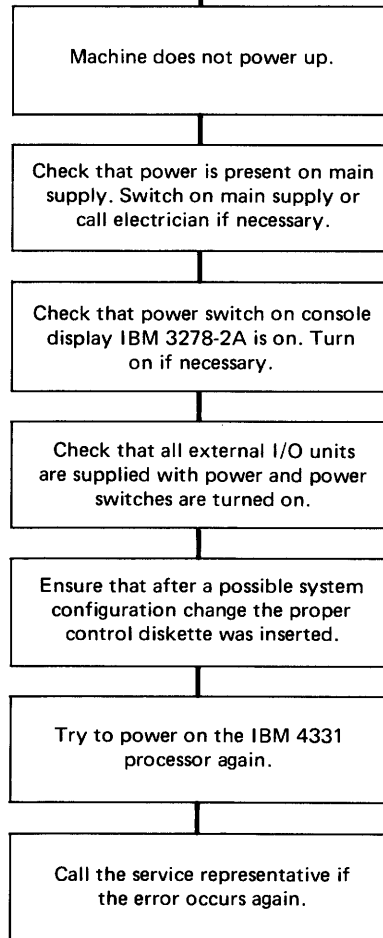 Machine does not power up.
Check that power is present on main
supply. Switch on main supply or
call electrician if necessary.
Check that power switch on console
display IBM 3278-2A is on. Turn
on if necessary.
Check that all external I/O units
are supplied with power and power
switches are turned on.
Ensure that after a possible system
configuration change the proper
control diskette was inserted.
Try to power on the IBM 4331
processor again.
Call the service representative if
the error occurs again.